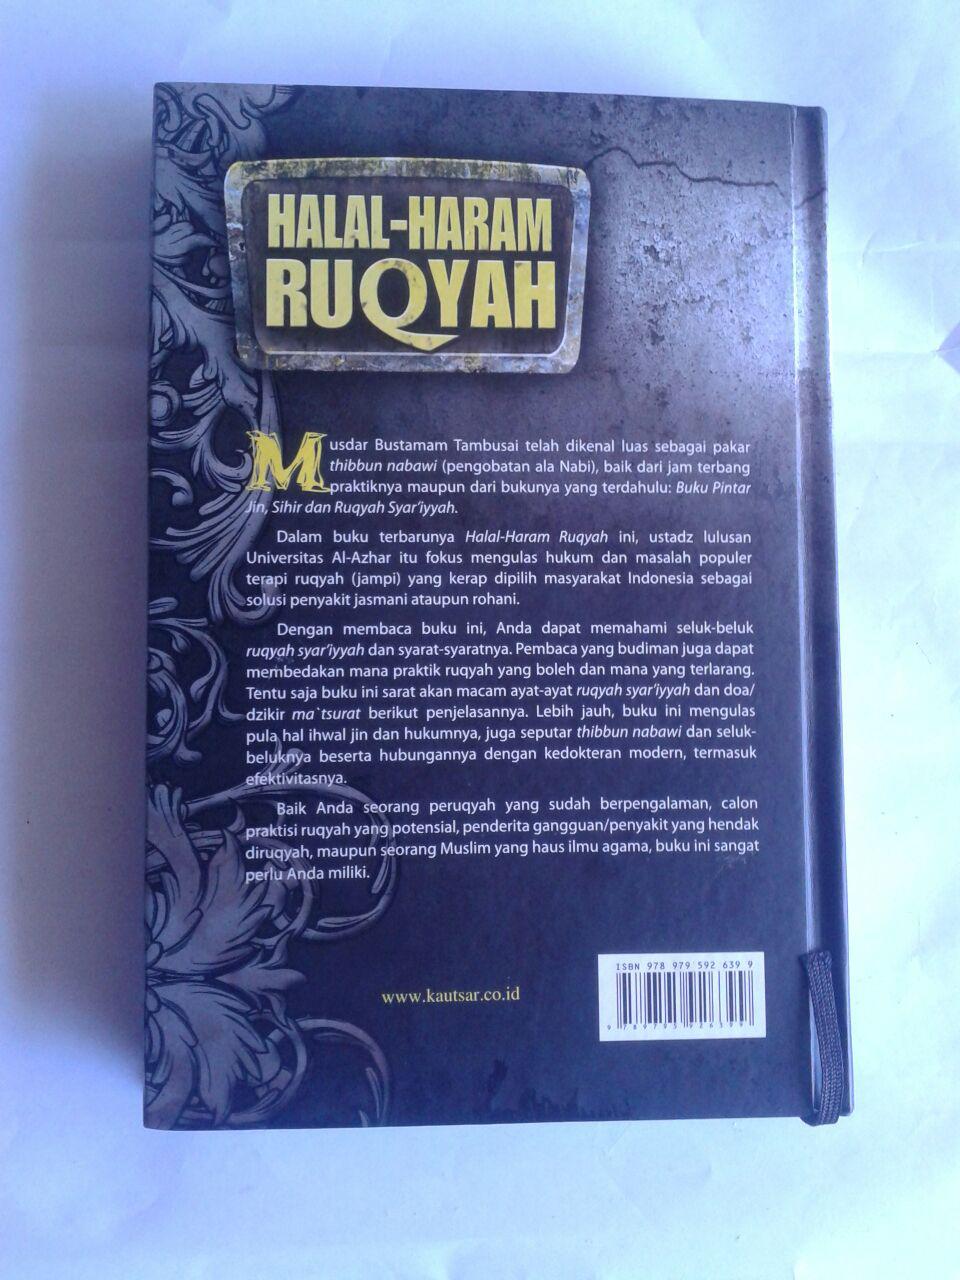 HALAL-HARAM
RUQYAH
Musdar Bustamam Tambusai telah dikenal luas sebagai pakar
thibbun nabawi (pengobatan ala Nabi), baik dari jam terbang
praktiknya maupun dari bukunya yang terdahulu: Buku Pintar
Jin, Sihir dan Ruqyah Syar'iyyah.
Dalam buku terbarunya Halal-Haram Ruqyah ini, ustadz lulusan
Universitas Al-Azhar itu fokus mengulas hukum dan masalah populer
terapi ruqyah (jampi) yang kerap dipilih masyarakat Indonesia sebagai
solusi penyakit jasmani ataupun rohani.
Dengan membaca buku ini, Anda dapat memahami seluk-beluk
ruqyah syar'iyyah dan syarat-syaratnya. Pembaca yang budiman juga dapat
membedakan mana praktik ruqyah yang boleh dan mana yang terlarang.
Tentu saja buku ini sarat akan macam ayat-ayat ruqyah syar'iyyah dan doa/
dzikir ma`tsurat berikut penjelasannya. Lebih jauh, buku ini mengulas
pula hal ihwal jin dan hukumnya, juga seputar thibbun nabawi dan seluk-
beluknya beserta hubungannya dengan kedokteran modern, termasuk
efektivitasnya.
Baik Anda seorang peruqyah yang sudah berpengalaman, calon
praktisi ruqyah yang potensial, penderita gangguan/penyakit yang hendak
diruqyah, maupun seorang Muslim yang haus ilmu agama, buku ini sangat
perlu Anda miliki.
www.kautsar.co.id
ISBN 978 979 592 639 9
9 789795 926399